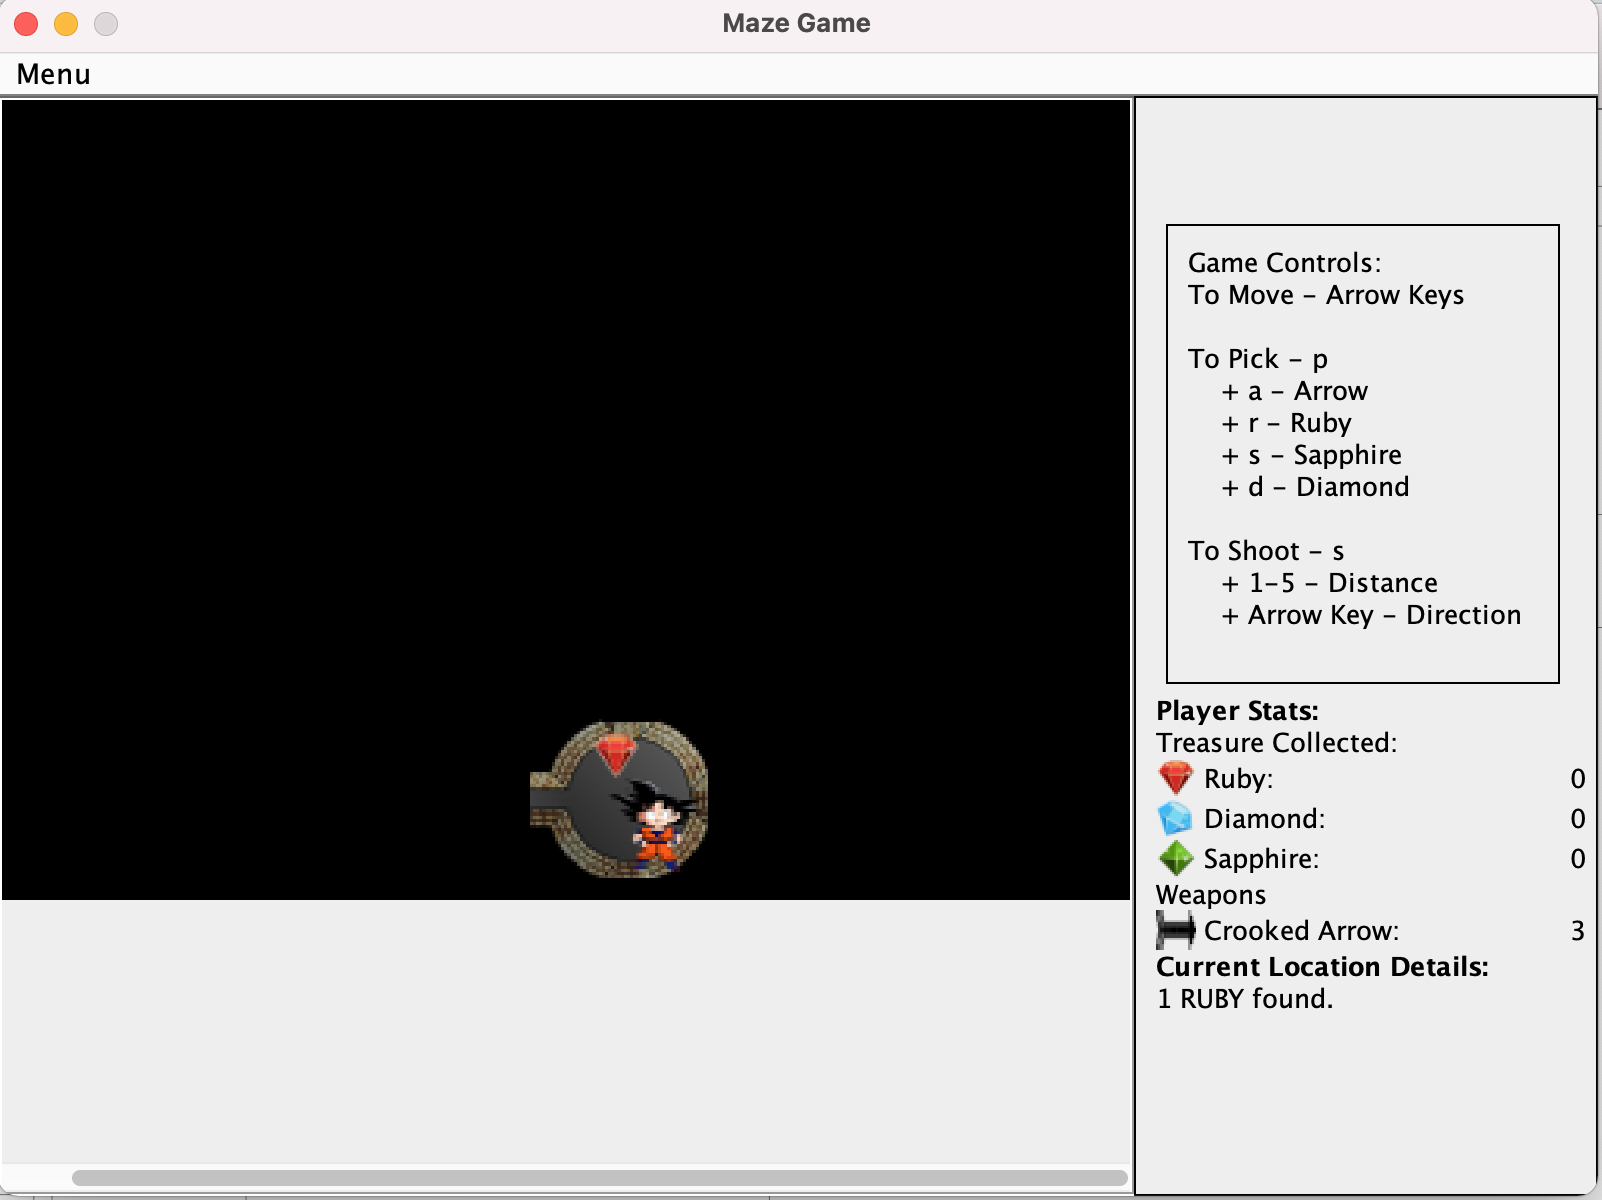 Maze Game
Menu
Game Controls:
To Move - Arrow Keys
To Pick - p
+ a - Arrow
+ r - Ruby
+ s - Sapphire
+ d - Diamond
To Shoot - s
+ 1-5 - Distance
+ Arrow Key - Direction
Player Stats:
Treasure Collected:
Ruby: 0
Diamond: 0
Sapphire: 0
Weapons
Crooked Arrow: 3
Current Location Details:
1 RUBY found.